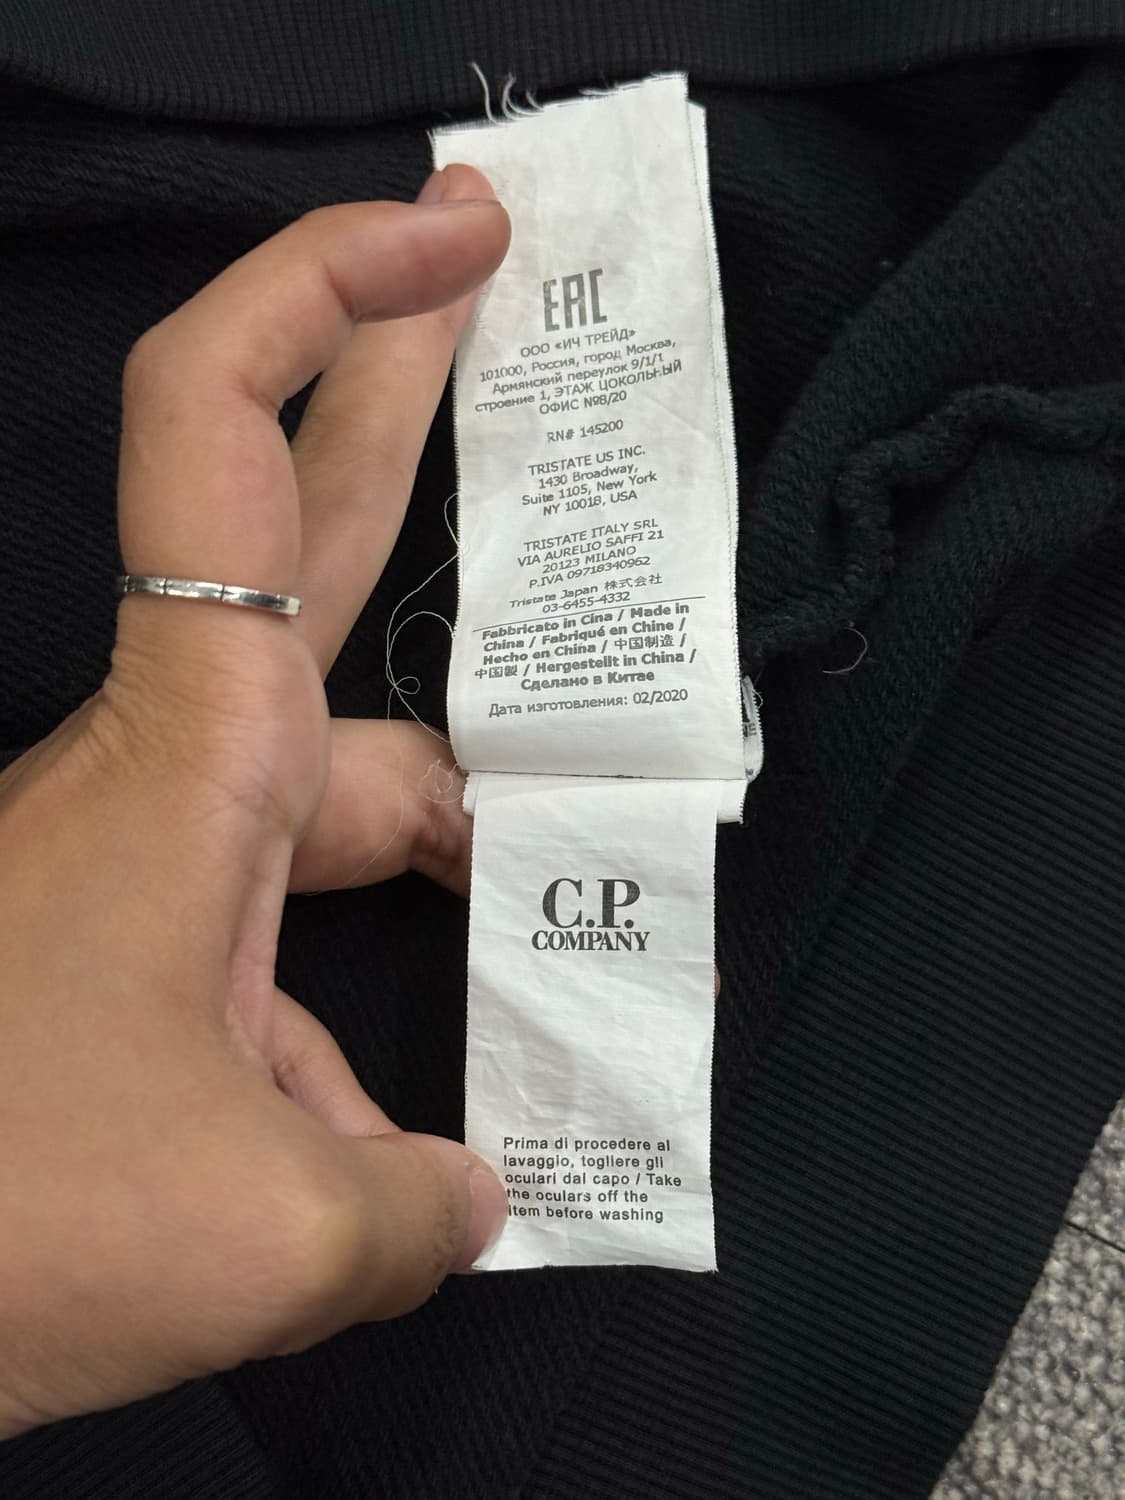 EAC
ООО «ИЧ ТРЕЙД»
101000, Россия, город Москва,
Армянский переулок 9/1/1
строение 1, ЭТАЖ ЦОКОЛЬНЫЙ
ОФИС №8/20
RN# 145200
TRISTATE US INC.
1430 Broadway,
Suite 1105, New York
NY 10018, USA
TRISTATE ITALY SRL
VIA AURELIO SAFFI 21
20123 MILANO
P.IVA 09718340962
Tristate Japan 株式会社
03-6455-4332
Fabbricato in Cina / Made in
China / Fabriqué en Chine /
Hecho en China / 中国制造 /
中国製 / Hergestellt in China /
Сделано в Китае
Дата изготовления: 02/2020
C.P.
COMPANY
Prima di procedere al
lavaggio, togliere gli
oculari dal capo / Take
the oculars off the
item before washing